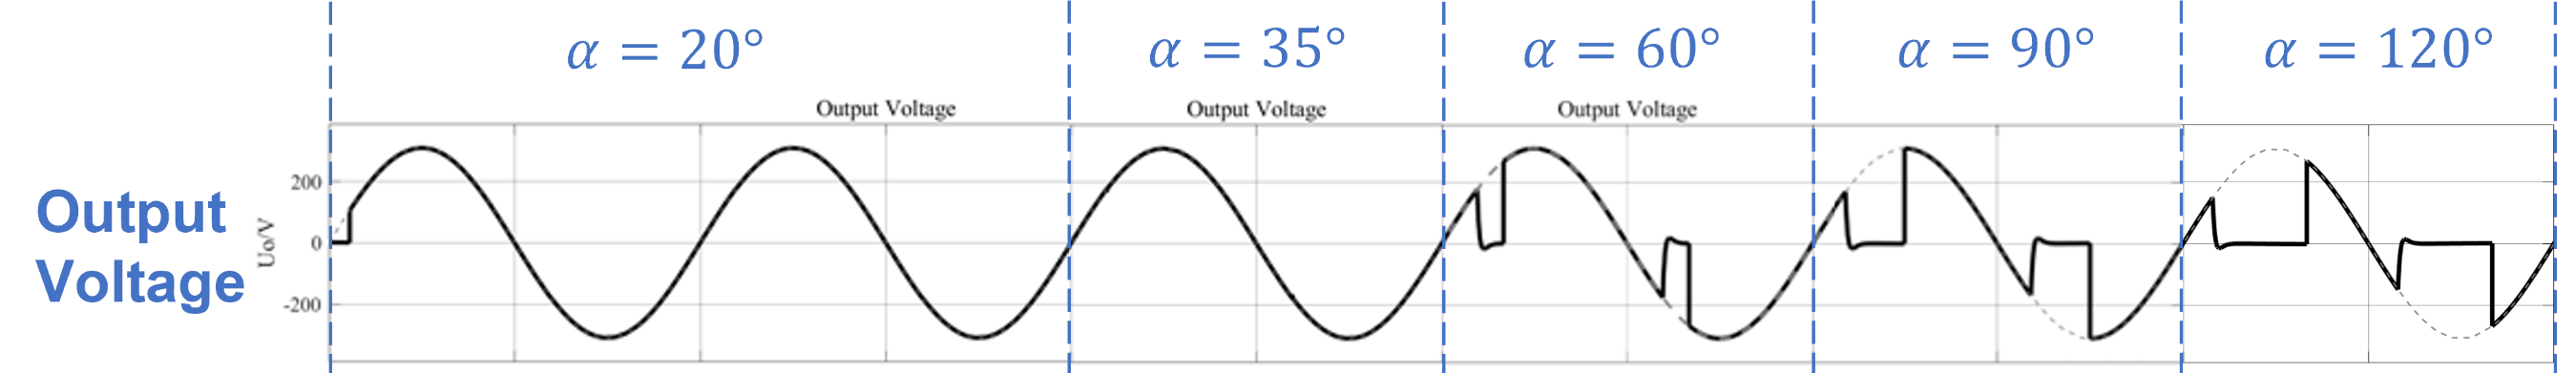 α = 20°
α = 35°
α = 60°
α = 90°
α = 120°
Output Voltage
Output Voltage
Output Voltage
Output
Voltage
Uo/V
200
0
-200